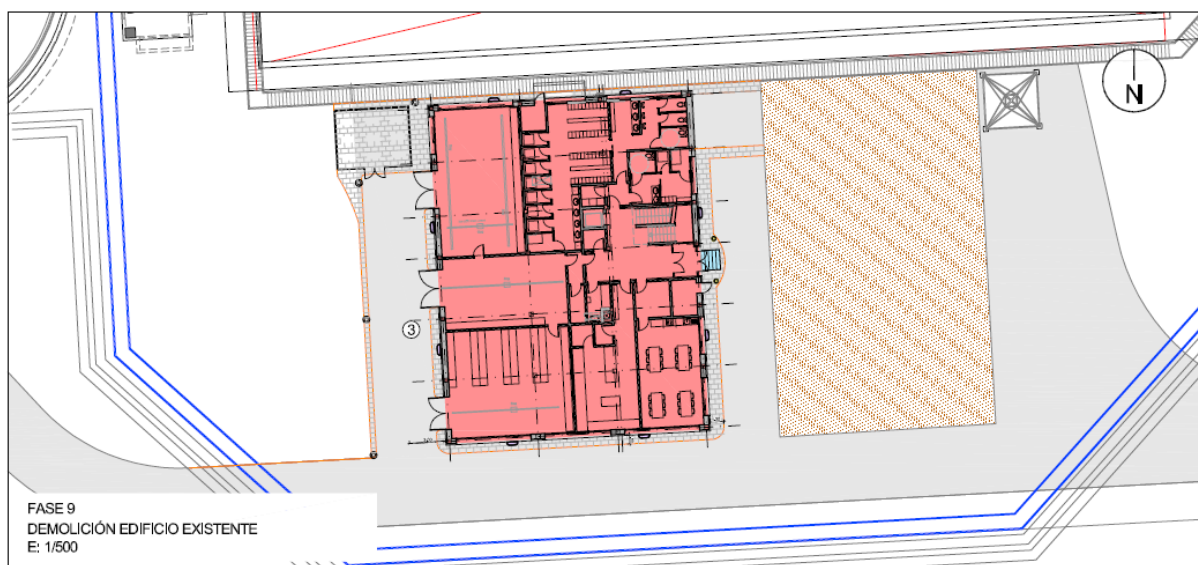 N
3
FASE 9
DEMOLICIÓN EDIFICIO EXISTENTE
E: 1/500